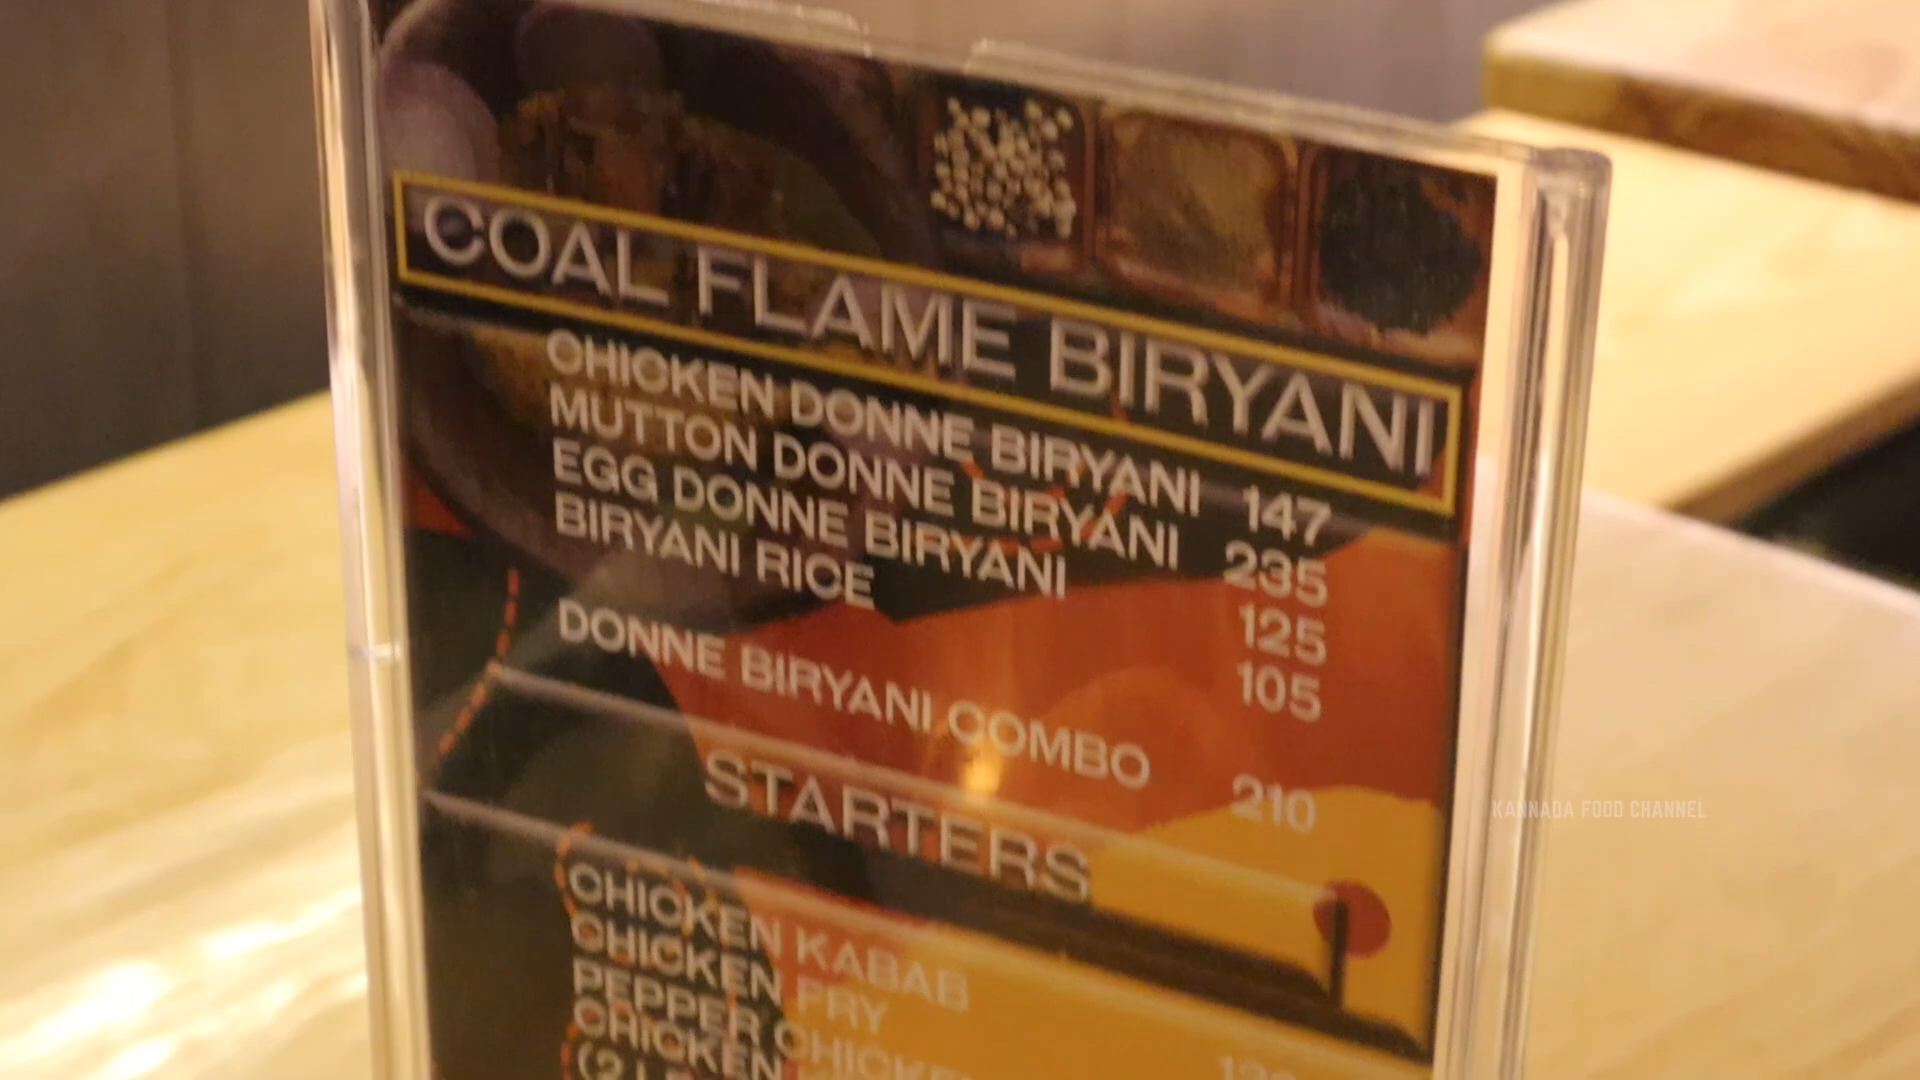 COAL FLAME BIRYANI
CHICKEN DONNE BIRYANI 147
MUTTON DONNE BIRYANI 235
EGG DONNE BIRYANI 125
BIRYANI RICE 105
DONNE BIRYANI COMBO 210
STARTERS
CHICKEN KABAB
CHICKEN FRY
PEPPER
KANNADA FOOD CHANNEL